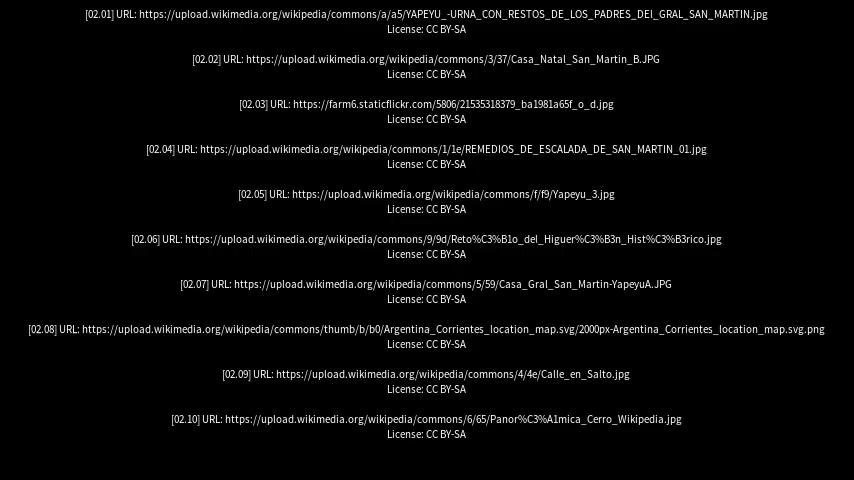 [02.01] URL: https://upload.wikimedia.org/wikipedia/commons/a/a5/YAPEYU_-URNA_CON_RESTOS_DE_LOS_PADRES_DEl_GRAL_SAN_MARTIN.jpg
License: CC BY-SA
[02.02] URL: https://upload.wikimedia.org/wikipedia/commons/3/37/Casa_Natal_San_Martin_B.JPG
License: CC BY-SA
[02.03] URL: https://farm6.staticflickr.com/5806/21535318379_ba1981a65f_o_d.jpg
License: CC BY-SA
[02.04] URL: https://upload.wikimedia.org/wikipedia/commons/1/1e/REMEDIOS_DE_ESCALADA_DE_SAN_MARTIN_01.jpg
License: CC BY-SA
[02.05] URL: https://upload.wikimedia.org/wikipedia/commons/f/f9/Yapeyu_3.jpg
License: CC BY-SA
[02.06] URL: https://upload.wikimedia.org/wikipedia/commons/9/9d/Reto%C3%B1o_del_Higuer%C3%B3n_Hist%C3%B3rico.jpg
License: CC BY-SA
[02.07] URL: https://upload.wikimedia.org/wikipedia/commons/5/59/Casa_Gral_San_Martin-YapeyuA.JPG
License: CC BY-SA
[02.08] URL: https://upload.wikimedia.org/wikipedia/commons/thumb/b/b0/Argentina_Corrientes_location_map.svg/2000px-Argentina_Corrientes_location_map.svg.png
License: CC BY-SA
[02.09] URL: https://upload.wikimedia.org/wikipedia/commons/4/4e/Calle_en_Salto.jpg
License: CC BY-SA
[02.10] URL: https://upload.wikimedia.org/wikipedia/commons/6/65/Panor%C3%A1mica_Cerro_Wikipedia.jpg
License: CC BY-SA